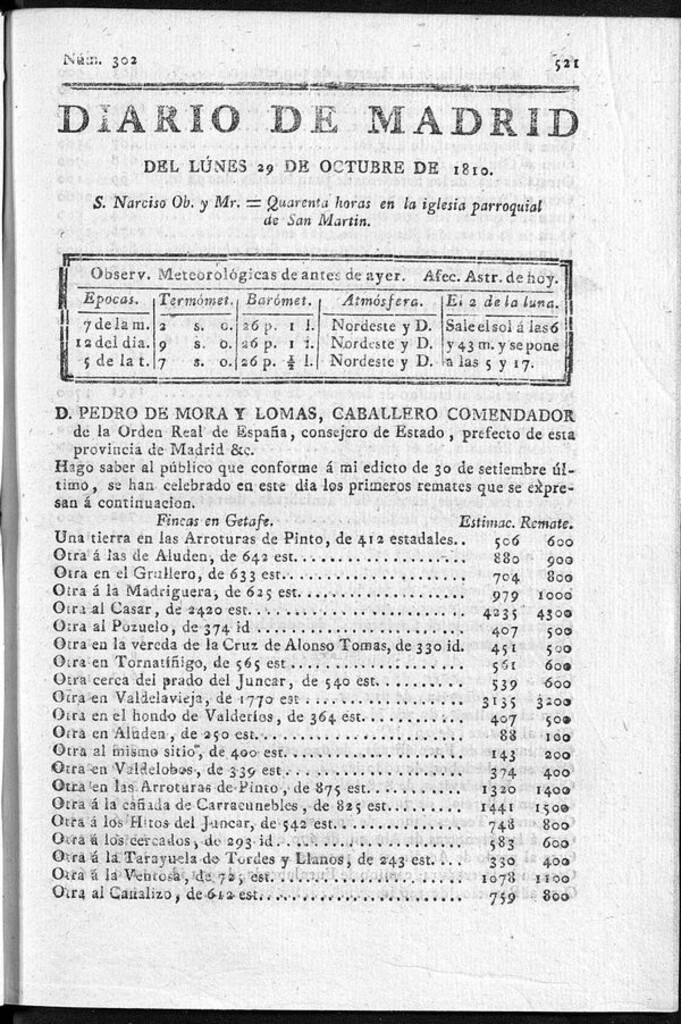 Núm. 302 521
DIARIO DE MADRID
DEL LÚNES 29 DE OCTUBRE DE 1810.
S. Narciso Ob. y Mr. = Quarenta horas en la iglesia parroquial
de San Martin.
Observ. Meteorológicas de antes de ayer. Afec. Astr. de hoy.
Epocas. Termómet. Barómet. Atmósfera. El 2 de la luna.
7 de la m. 2 s. 0. 26 p. 1 l. Nordeste y D. Sale el sol á las 6
12 del dia. 9 s. 0. 26 p. 1 l. Nordeste y D. y 43 m. y se pone
5 de la t. 7 s. 0. 26 p. ½ l. Nordeste y D. a las 5 y 17.
D. PEDRO DE MORA Y LOMAS, CABALLERO COMENDADOR
de la Orden Real de España, consejero de Estado, prefecto de esta
provincia de Madrid &c.
Hago saber al público que conforme á mi edicto de 30 de setiembre úl-
timo, se han celebrado en este dia los primeros remates que se expre-
san á continuacion.
Fincas en Getafe. Estimac. Remate.
Una tierra en las Arroturas de Pinto, de 412 estadales.. 506 600
Otra á las de Aluden, de 642 est. 880 900
Otra en el Grullero, de 633 est. 704 800
Otra á la Madriguera, de 625 est. 979 1000
Otra al Casar, de 2420 est. 4235 4300
Otra al Pozuelo, de 374 id 407 500
Otra en la vereda de la Cruz de Alonso Tomas, de 330 id. 451 500
Otra en Tornatiñigo, de 565 est 561 600
Otra cerca del prado del Juncar, de 540 est. 539 600
Otra en Valdelavieja, de 1770 est 3135 3200
Otra en el hondo de Valderios, de 364 est. 407 500
Otra en Aluden, de 250 est. 88 100
Otra al mismo sitio, de 400 est. 143 200
Otra en Valdelobos, de 339 est. 374 400
Otra en las Arroturas de Pinto, de 875 est. 1320 1400
Otra á la cañada de Carracunebles, de 825 est. 1441 1500
Otra á los Hitos del Juncar, de 542 est. 748 800
Otra á los cercados, de 293 id 583 600
Otra á la Tarayuela de Tordes y Llanos, de 243 est. 330 400
Otra á la Ventosa, de 725 est. 1078 1100
Otra al Canalizo, de 612 est. 759 800